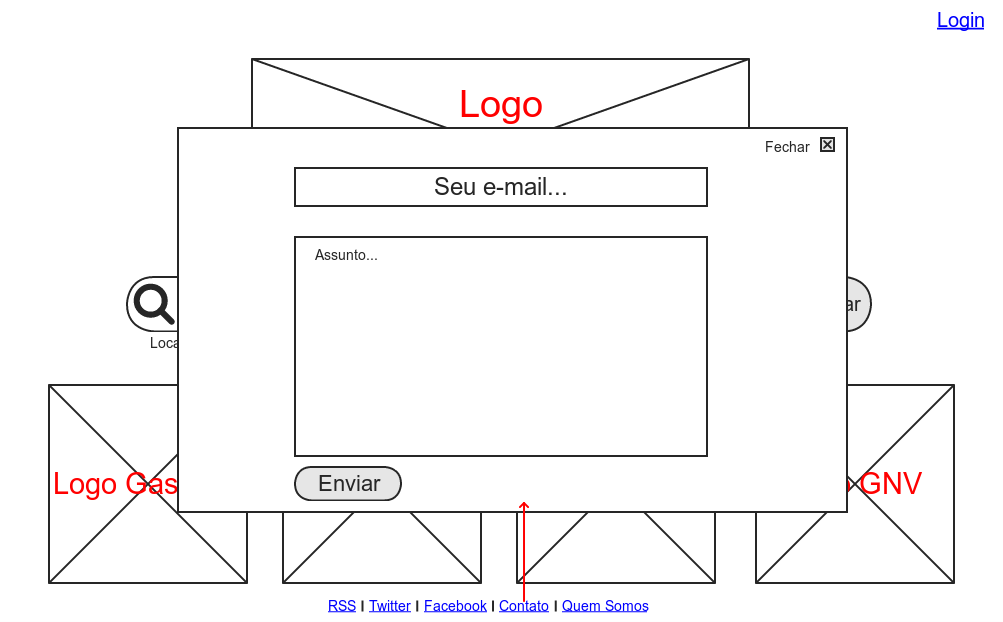 Login
Logo
Fechar
Seu e-mail...
Assunto...
ar
Loca
Logo Gas
GNV
Enviar
RSS I Twitter I Facebook I Contato I Quem Somos